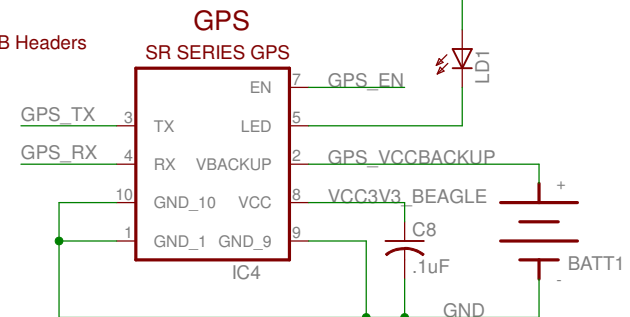 GPS
B Headers
SR SERIES GPS
LD1
EN 7 GPS_EN
GPS_TX 3 TX LED 5
GPS_RX 4 RX VBACKUP 2 GPS_VCCBACKUP
10 GND_10 VCC 8 VCC3V3_BEAGLE
+
1 GND_1 GND_9 9
C8
.1uF
IC4
BATT1
-
GND